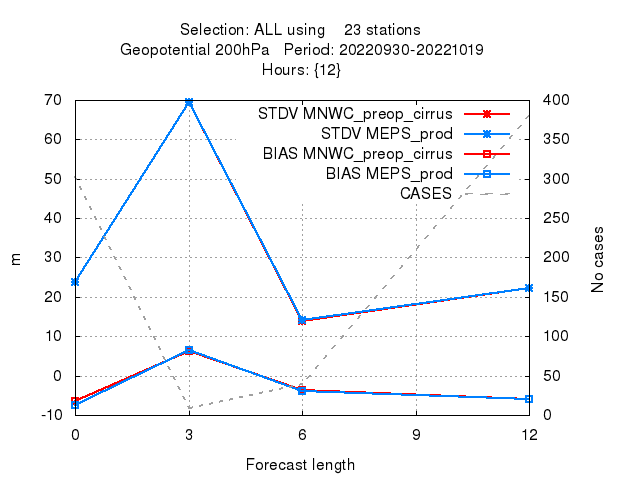 Selection: ALL using 23 stations
Geopotential 200hPa Period: 20220930-20221019
Hours: {12}
70 400
STDV MNWC_preop_cirrus
60 350
STDV MEPS_prod
BIAS MNWC_preop_cirrus
50 300
BIAS MEPS_prod
CASES
40 250
30 200
m
No cases
20 150
10 100
0 50
-10 0
0 3 6 9 12
Forecast length